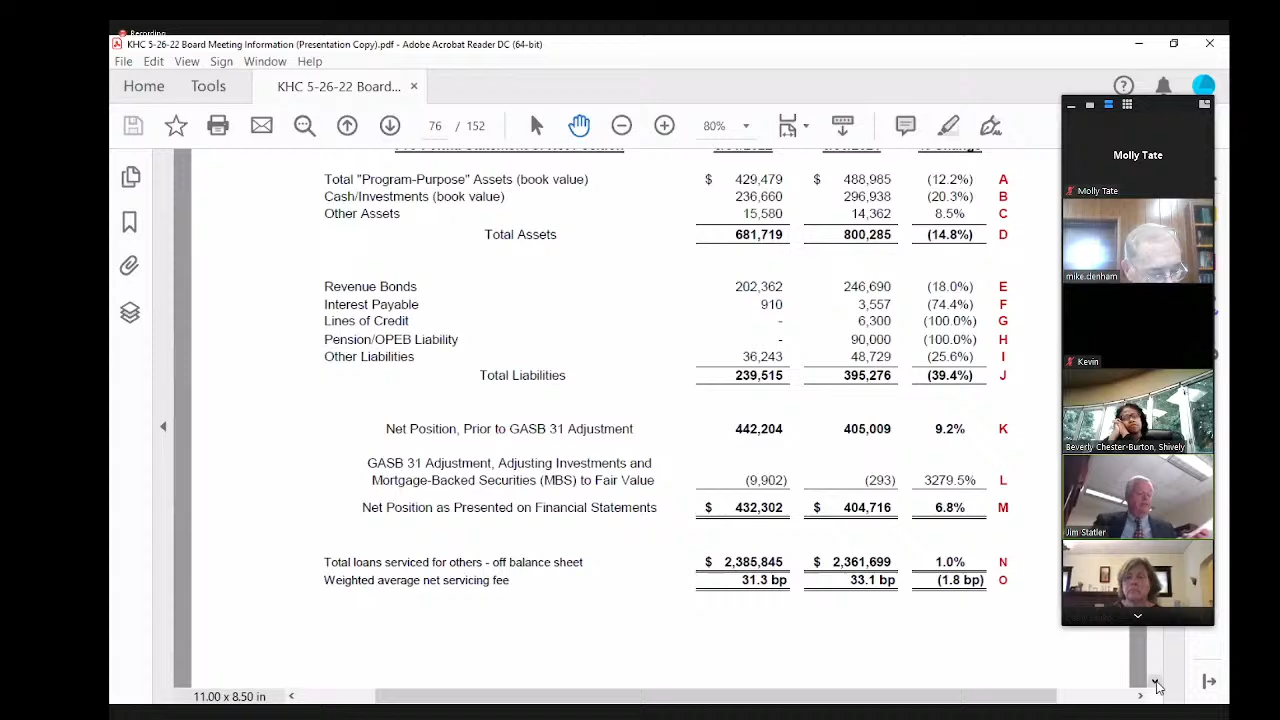 Recording
KHC 5-26-22 Board Meeting Information (Presentation Copy).pdf - Adobe Acrobat Reader DC (64-bit)
File Edit View Sign Window Help
Home Tools KHC 5-26-22 Board... ×
76 / 152 80%
Total "Program-Purpose" Assets (book value) $ 429,479 $ 488,985 (12.2%) A
Cash/Investments (book value) 236,660 296,938 (20.3%) B
Other Assets 15,580 14,362 8.5% C
Total Assets 681,719 800,285 (14.8%) D
Revenue Bonds 202,362 246,690 (18.0%) E
Interest Payable 910 3,557 (74.4%) F
Lines of Credit - 6,300 (100.0%) G
Pension/OPEB Liability - 90,000 (100.0%) H
Other Liabilities 36,243 48,729 (25.6%) I
Total Liabilities 239,515 395,276 (39.4%) J
Net Position, Prior to GASB 31 Adjustment 442,204 405,009 9.2% K
GASB 31 Adjustment, Adjusting Investments and
Mortgage-Backed Securities (MBS) to Fair Value (9,902) (293) 3279.5% L
Net Position as Presented on Financial Statements $ 432,302 $ 404,716 6.8% M
Total loans serviced for others - off balance sheet $ 2,385,845 $ 2,361,699 1.0% N
Weighted average net servicing fee 31.3 bp 33.1 bp (1.8 bp) O
11.00 x 8.50 in
Molly Tate
Molly Tate
mike.denham
Kevin
Beverly Chester-Burton, Shively
Jim Statler